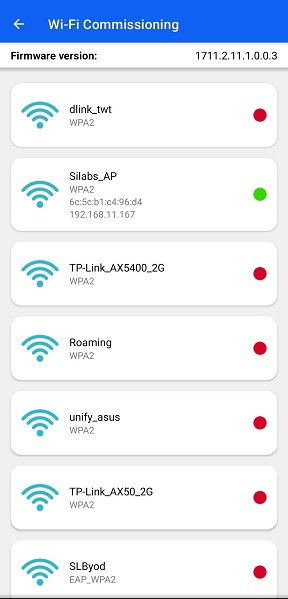 Wi-Fi Commissioning
Firmware version: 1711.2.11.1.0.0.3
dlink_twt
WPA2
Silabs_AP
WPA2
6c:5c:b1:c4:96:d4
192.168.11.167
TP-Link_AX5400_2G
WPA2
Roaming
WPA2
unify_asus
WPA2
TP-Link_AX50_2G
WPA2
SLByod
EAP_WPA2